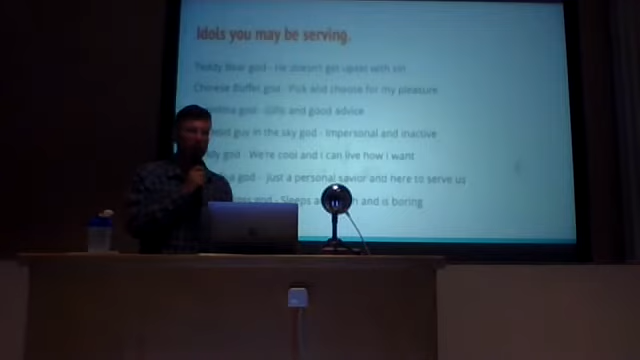 Idols you may be serving.
Teddy Bear god - He doesn't get upset with sin
Chinese Buffet god - Pick and choose for my pleasure
god - Gifts and good advice
guy in the sky god - Impersonal and inactive
god - We're cool and i can live how i want
god - Just a personal savior and here to serve us
god - Sleeps and is boring